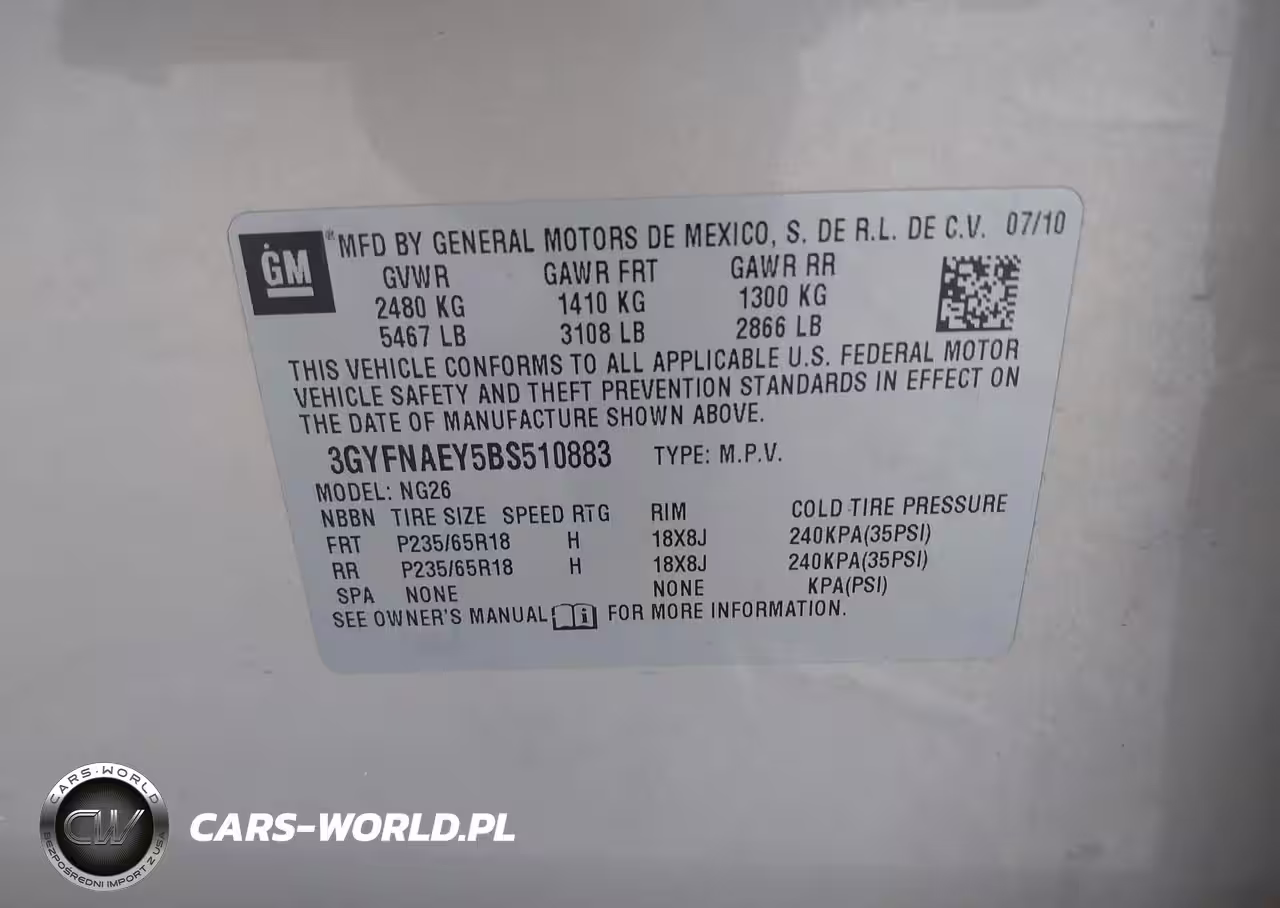 GM ® MFD BY GENERAL MOTORS DE MEXICO, S. DE R.L. DE C.V. 07/10
GVWR GAWR FRT GAWR RR
2480 KG 1410 KG 1300 KG
5467 LB 3108 LB 2866 LB
THIS VEHICLE CONFORMS TO ALL APPLICABLE U.S. FEDERAL MOTOR
VEHICLE SAFETY AND THEFT PREVENTION STANDARDS IN EFFECT ON
THE DATE OF MANUFACTURE SHOWN ABOVE.
3GYFNAEY5BS510883 TYPE: M.P.V.
MODEL: NG26
NBBN TIRE SIZE SPEED RTG RIM COLD TIRE PRESSURE
FRT P235/65R18 H 18X8J 240KPA(35PSI)
RR P235/65R18 H 18X8J 240KPA(35PSI)
SPA NONE NONE KPA(PSI)
SEE OWNER'S MANUAL FOR MORE INFORMATION.
CARS-WORLD
CW
BEZPOŚREDNI IMPORT Z USA
CARS-WORLD.PL